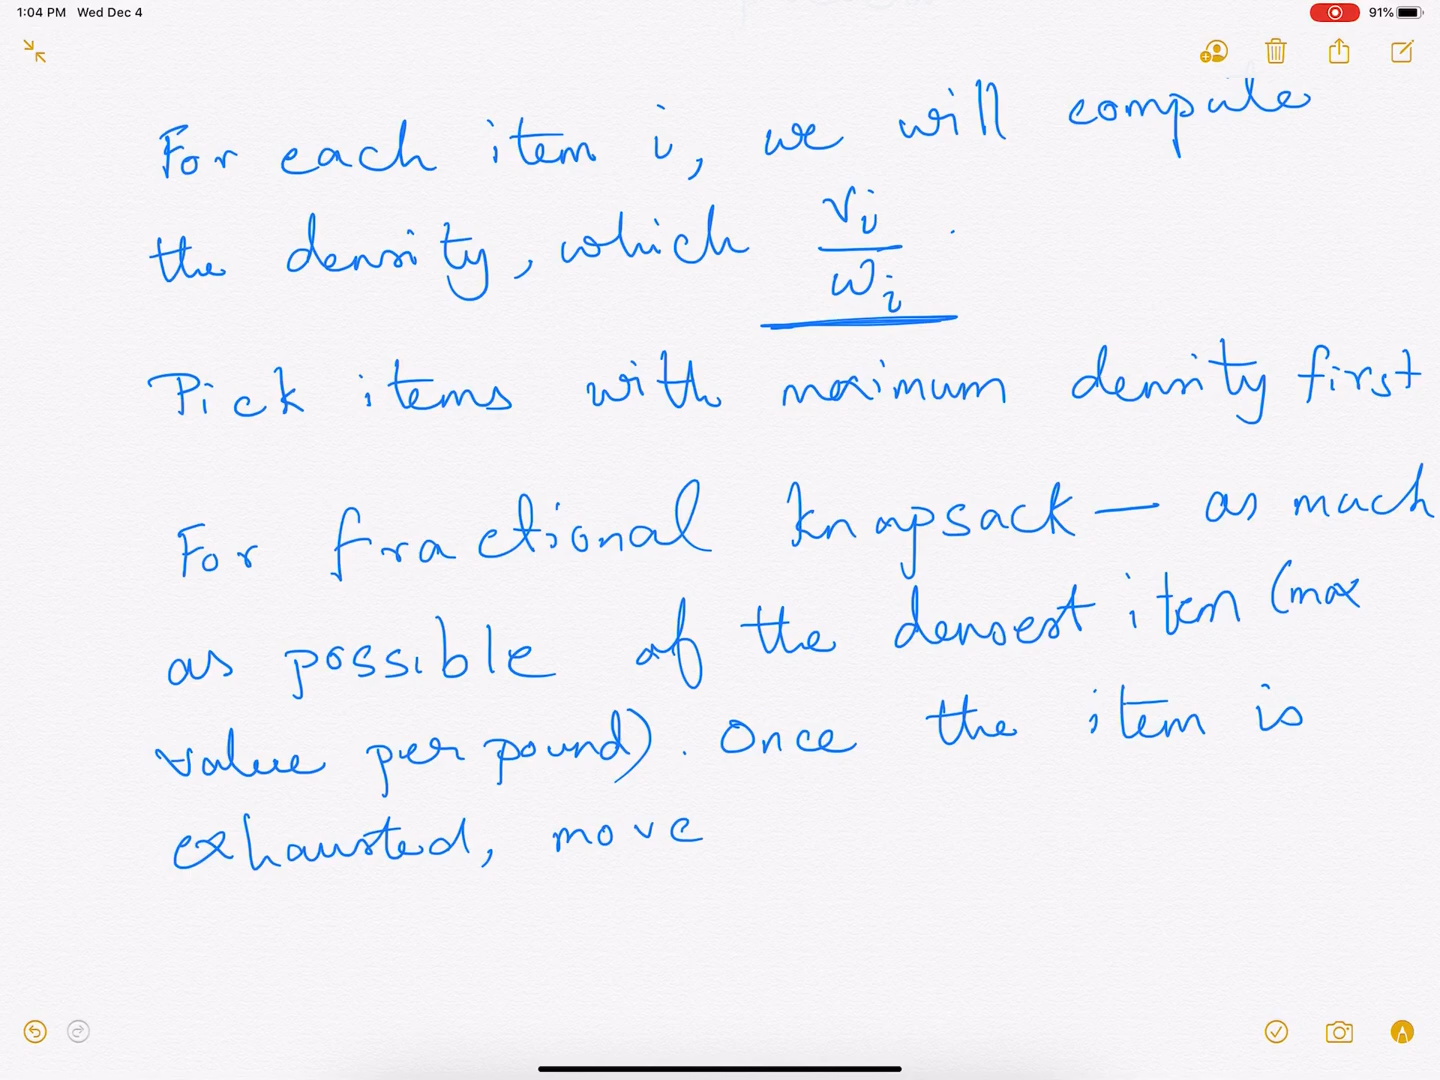 1:04 PM Wed Dec 4 91%
For each item i, we will compute
the density, which v_i / w_i .
Pick items with maximum density first
For fractional knapsack — as much
as possible of the densest item (max
value per pound). Once the item is
exhausted, move